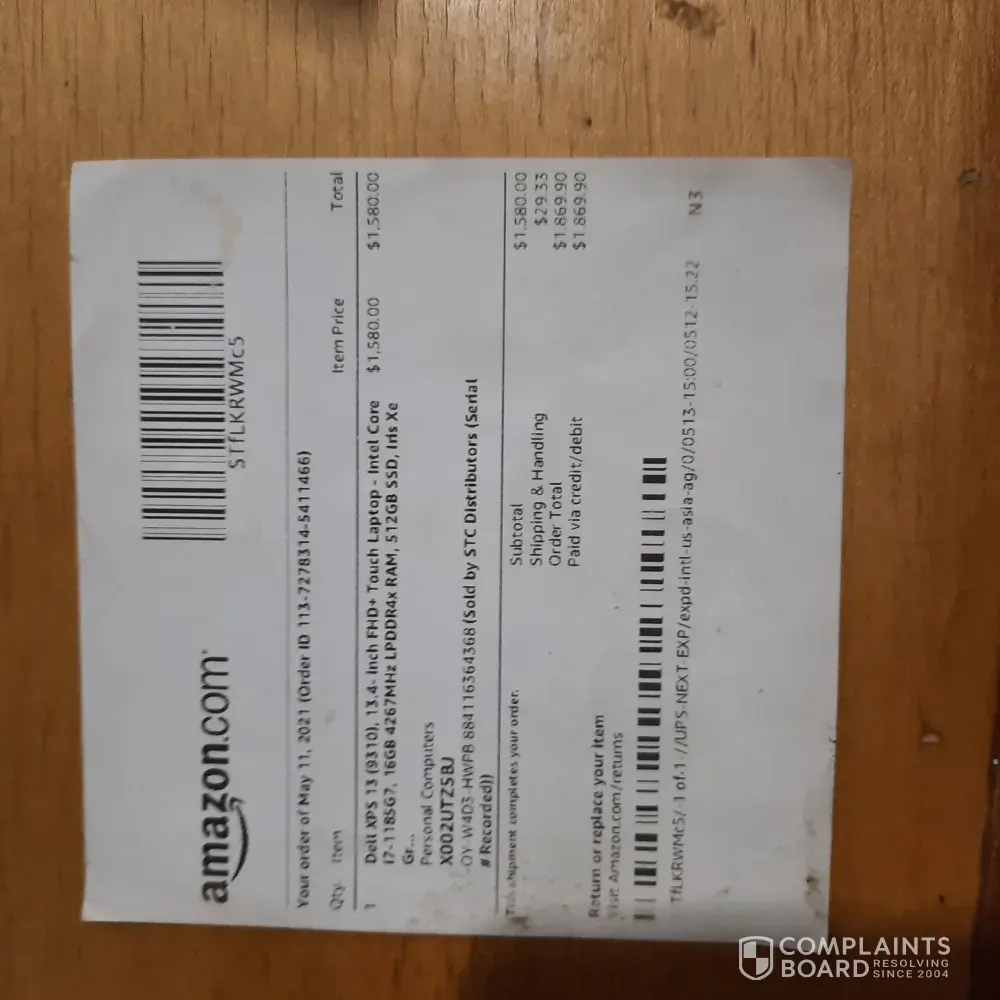 amazon.com
STfLKRWMc5
Your order of May 11, 2021 (Order ID 113-7278314-5411466)
Qty. Item Item Price Total
1 Dell XPS 13 (9310), 13.4- Inch FHD+ Touch Laptop - Intel Core $1,580.00 $1,580.00
i7-1185G7, 16GB 4267MHz LPDDR4x RAM, 512GB SSD, Iris Xe
Gr...
Personal Computers
X002UTZ5BJ
-OY-W4D3-HWPB 884116364368 (Sold by STC Distributors (Serial
# Recorded))
This shipment completes your order.
Subtotal $1,580.00
Shipping & Handling $29.33
Order Total $1,869.90
Paid via credit/debit $1,869.90
Return or replace your item
Visit Amazon.com/returns
TfLKRWMc5/-1 of 1-//UPS-NEXT-EXP/expd-intl-us-asia-ag/0/0513-15:00/0512-15:22 N3
COMPLAINTS
BOARD RESOLVING
SINCE 2004